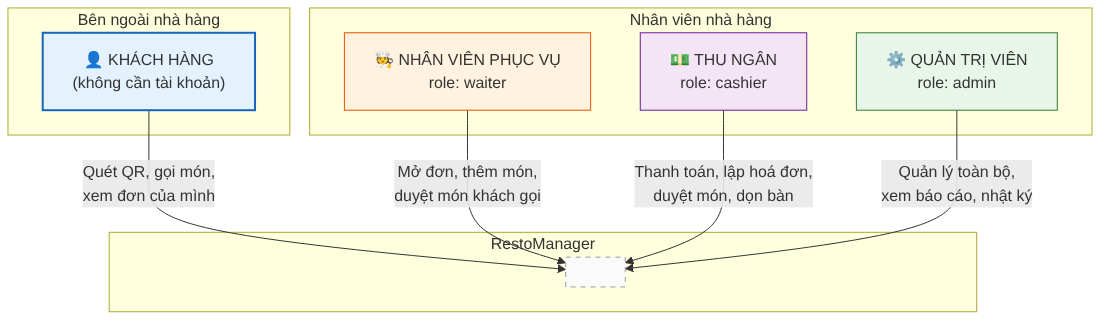 Bên ngoài nhà hàng
👤 KHÁCH HÀNG
(không cần tài khoản)
Nhân viên nhà hàng
🧑‍🍳 NHÂN VIÊN PHỤC VỤ
role: waiter
💵 THU NGÂN
role: cashier
⚙️ QUẢN TRỊ VIÊN
role: admin
Quét QR, gọi món,
xem đơn của mình
Mở đơn, thêm món,
duyệt món khách gọi
Thanh toán, lập hoá đơn,
duyệt món, dọn bàn
Quản lý toàn bộ,
xem báo cáo, nhật ký
RestoManager